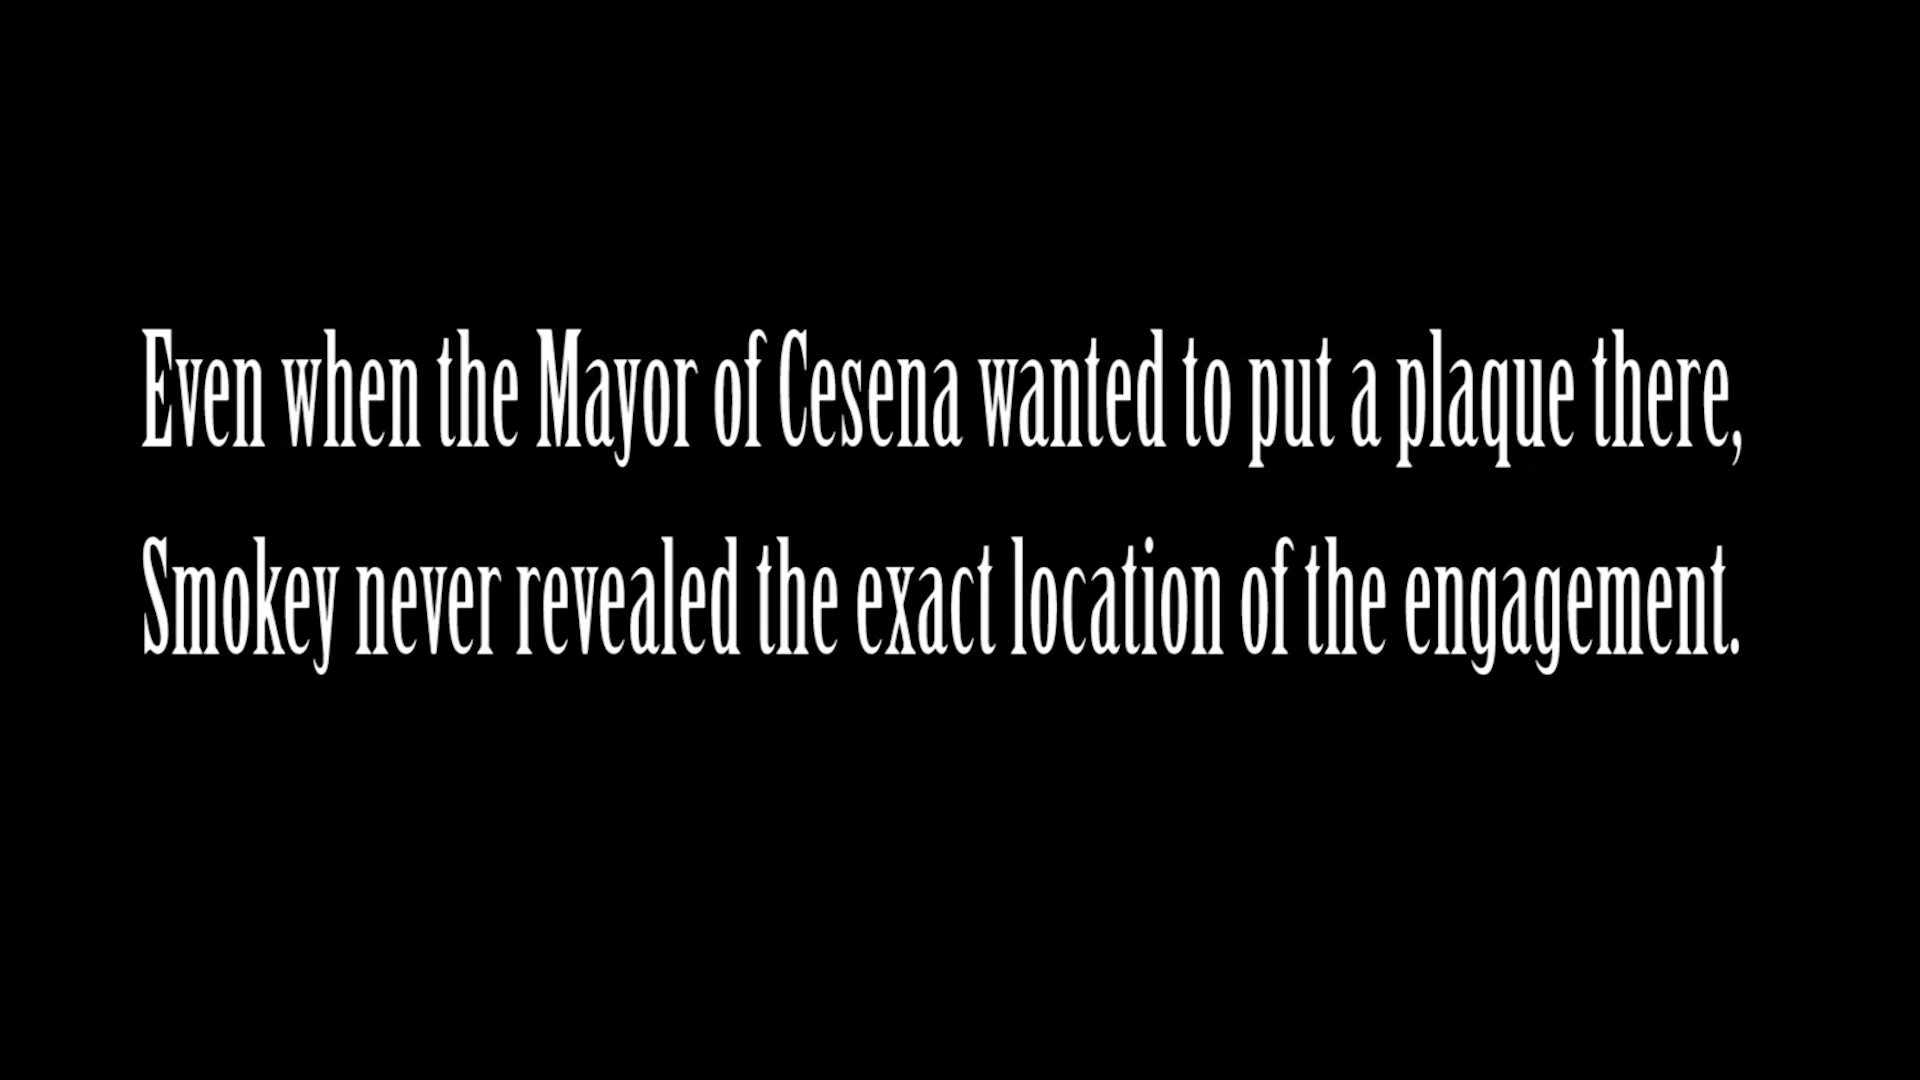 Even when the Mayor of Cesena wanted to put a plaque there,
Smokey never revealed the exact location of the engagement.